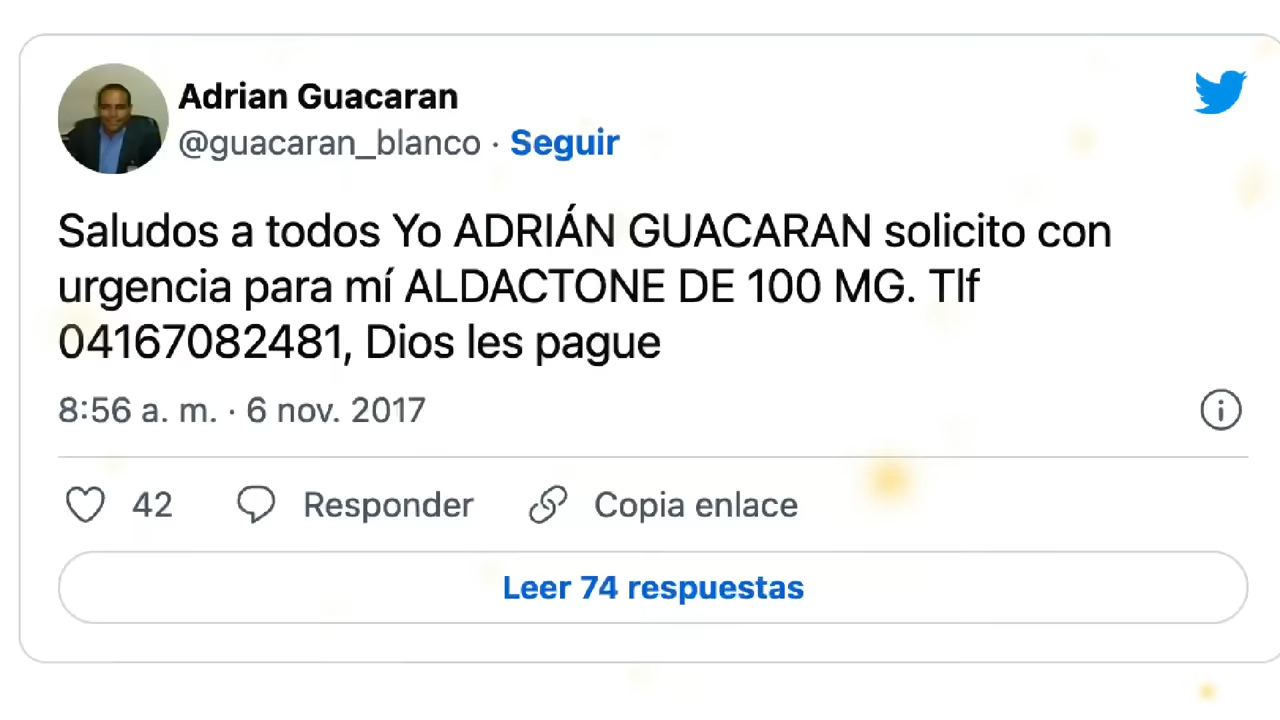 Adrian Guacaran
@guacaran_blanco · Seguir
Saludos a todos Yo ADRIÁN GUACARAN solicito con
urgencia para mí ALDACTONE DE 100 MG. Tlf
04167082481, Dios les pague
8:56 a. m. · 6 nov. 2017
42 Responder Copia enlace
Leer 74 respuestas